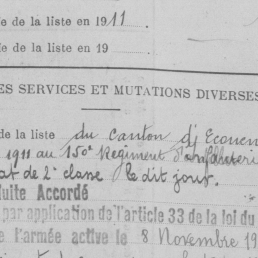 e de la liste en 1911
e de la liste en 19
ES SERVICES ET MUTATIONS DIVERSES
de la liste du canton d'Ecouen
1911 au 150e Régiment d'infanterie
at de 2e classe le dit jour.
duite Accordé
par application de l'article 33 de la loi du
e l'armée active le 8 Novembre 19